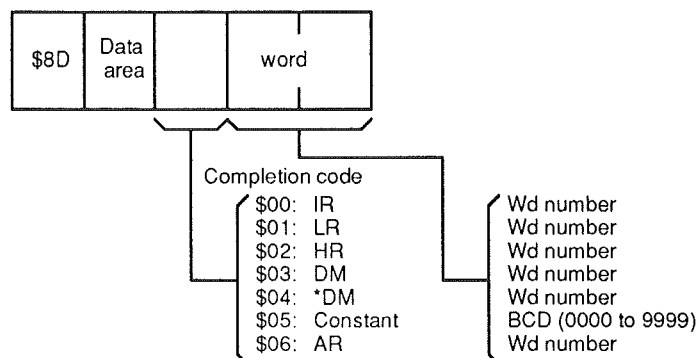 $8D Data area word
Completion code
$00: IR Wd number
$01: LR Wd number
$02: HR Wd number
$03: DM Wd number
$04: *DM Wd number
$05: Constant BCD (0000 to 9999)
$06: AR Wd number